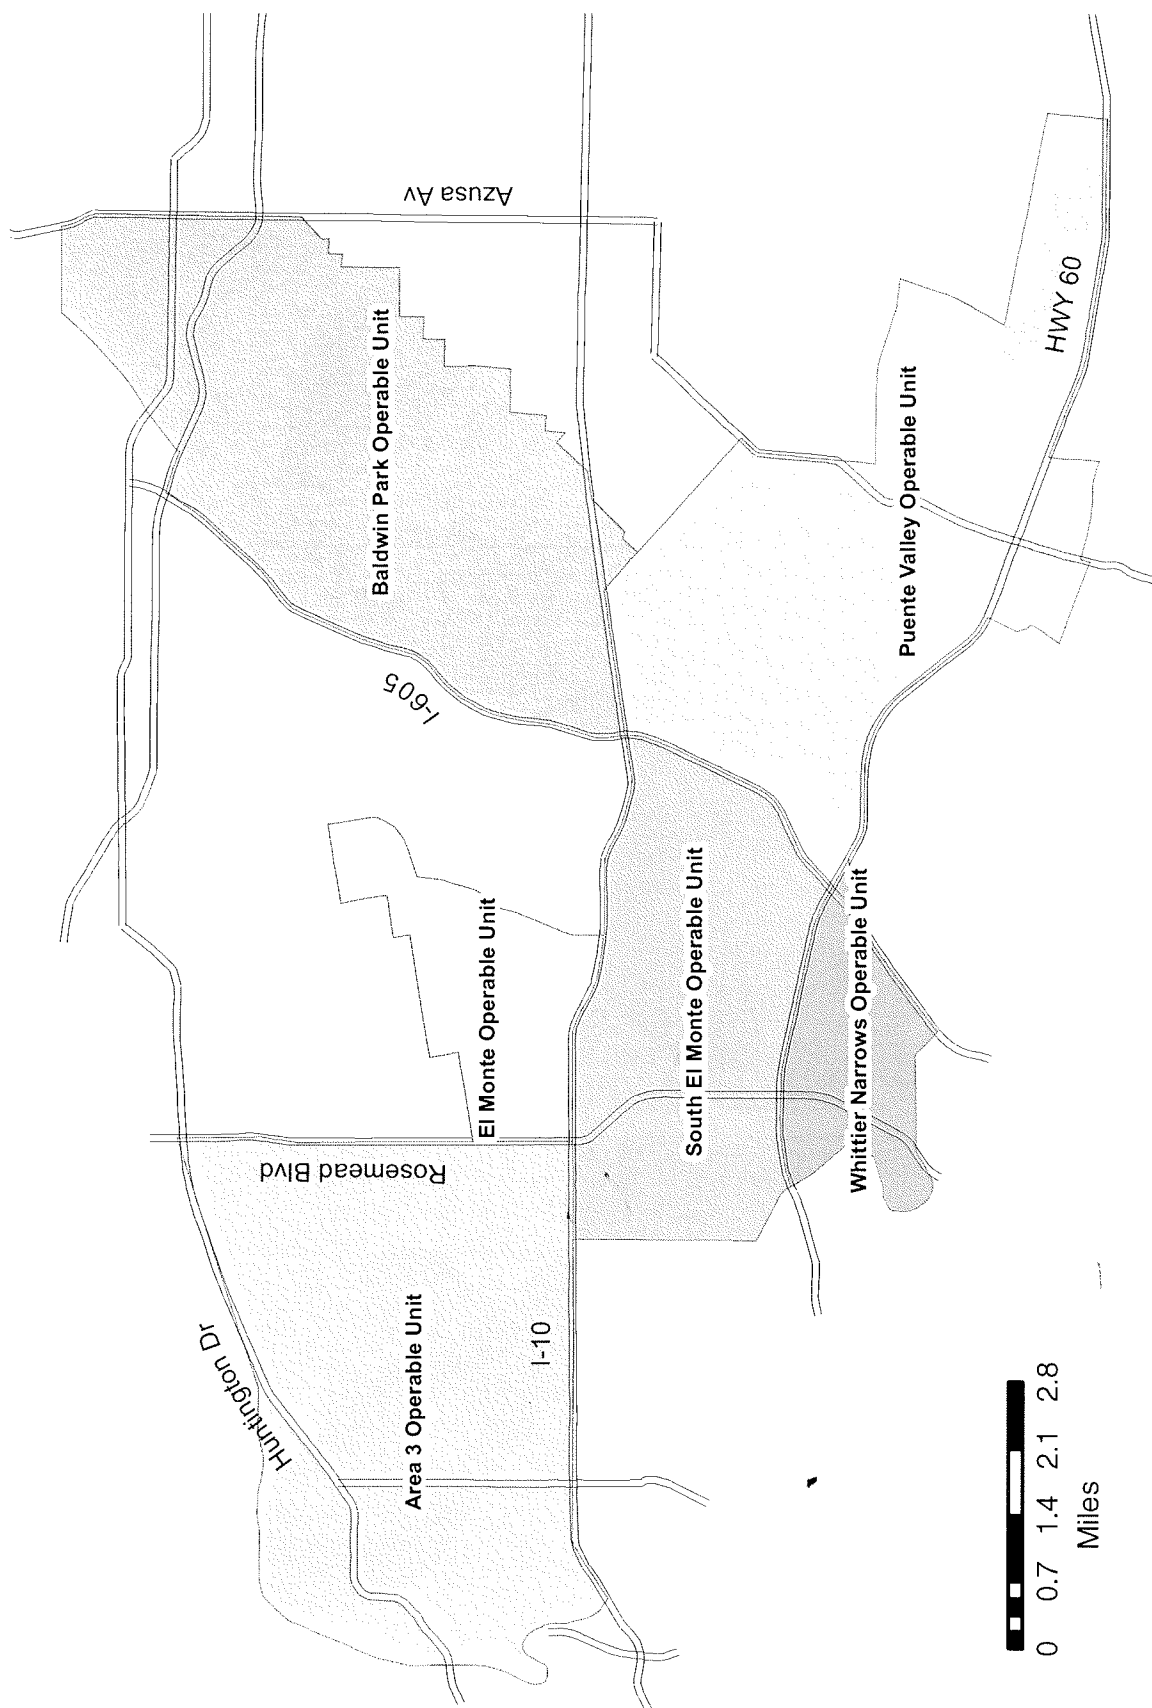 Azusa Av
Baldwin Park Operable Unit
HWY 60
Puente Valley Operable Unit
I-605
El Monte Operable Unit
South El Monte Operable Unit
Whittier Narrows Operable Unit
Rosemead Blvd
Huntington Dr
Area 3 Operable Unit
I-10
0 0.7 1.4 2.1 2.8
Miles